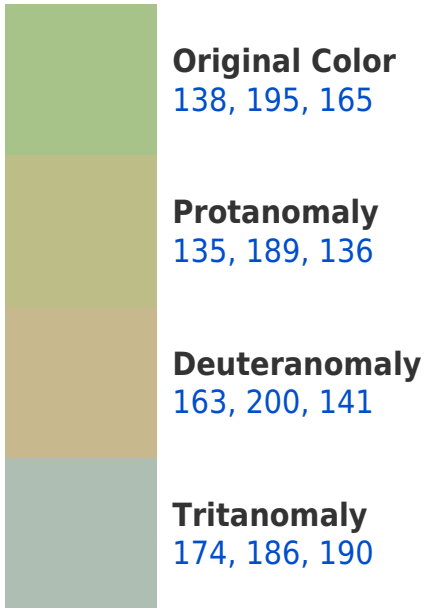 Original Color
138, 195, 165
Protanomaly
135, 189, 136
Deuteranomaly
163, 200, 141
Tritanomaly
174, 186, 190